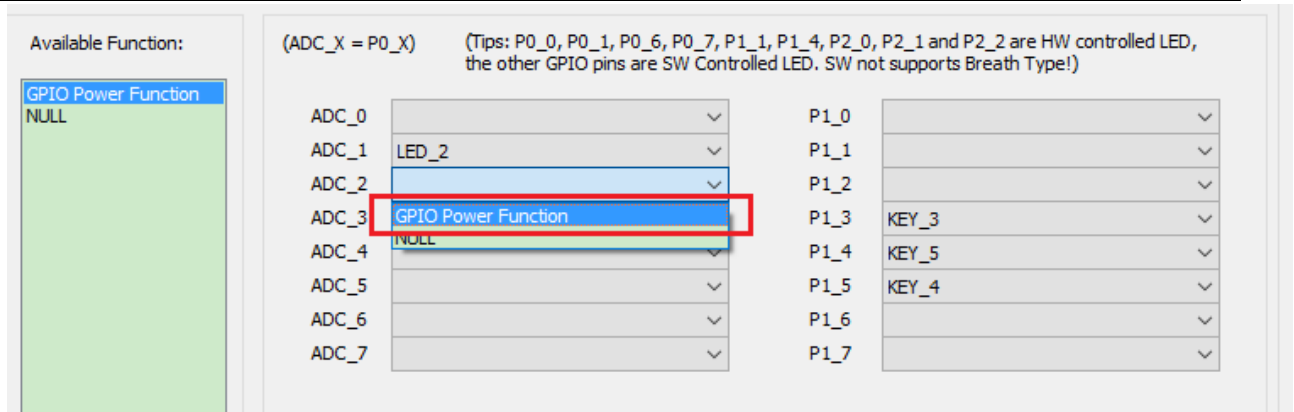 Available Function:
GPIO Power Function
NULL
(ADC_X = P0_X)
(Tips: P0_0, P0_1, P0_6, P0_7, P1_1, P1_4, P2_0, P2_1 and P2_2 are HW controlled LED,
the other GPIO pins are SW Controlled LED. SW not supports Breath Type!)
ADC_0
ADC_1 LED_2
ADC_2
GPIO Power Function
NULL
ADC_3
ADC_4
ADC_5
ADC_6
ADC_7
P1_0
P1_1
P1_2
P1_3 KEY_3
P1_4 KEY_5
P1_5 KEY_4
P1_6
P1_7